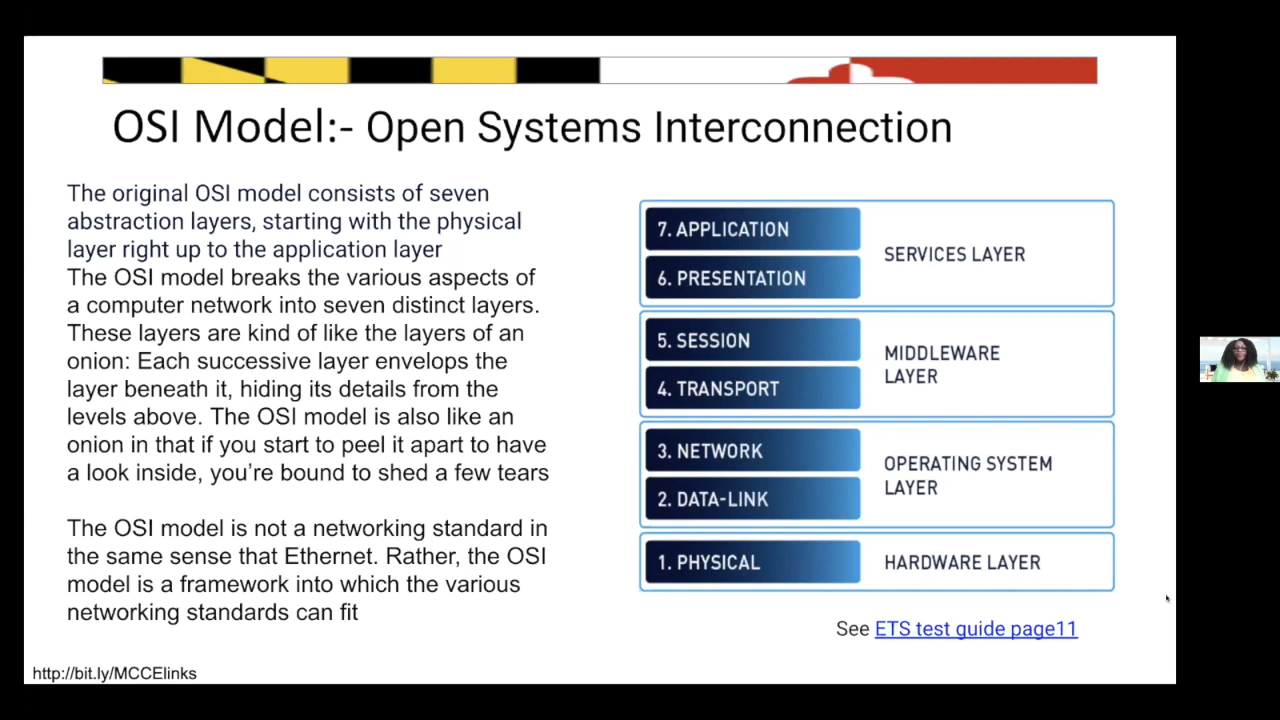 OSI Model:- Open Systems Interconnection
The original OSI model consists of seven
abstraction layers, starting with the physical
layer right up to the application layer
The OSI model breaks the various aspects of
a computer network into seven distinct layers.
These layers are kind of like the layers of an
onion: Each successive layer envelops the
layer beneath it, hiding its details from the
levels above. The OSI model is also like an
onion in that if you start to peel it apart to have
a look inside, you're bound to shed a few tears
The OSI model is not a networking standard in
the same sense that Ethernet. Rather, the OSI
model is a framework into which the various
networking standards can fit
7. APPLICATION
6. PRESENTATION
SERVICES LAYER
5. SESSION
4. TRANSPORT
MIDDLEWARE
LAYER
3. NETWORK
2. DATA-LINK
OPERATING SYSTEM
LAYER
1. PHYSICAL
HARDWARE LAYER
See ETS test guide page11
http://bit.ly/MCCElinks